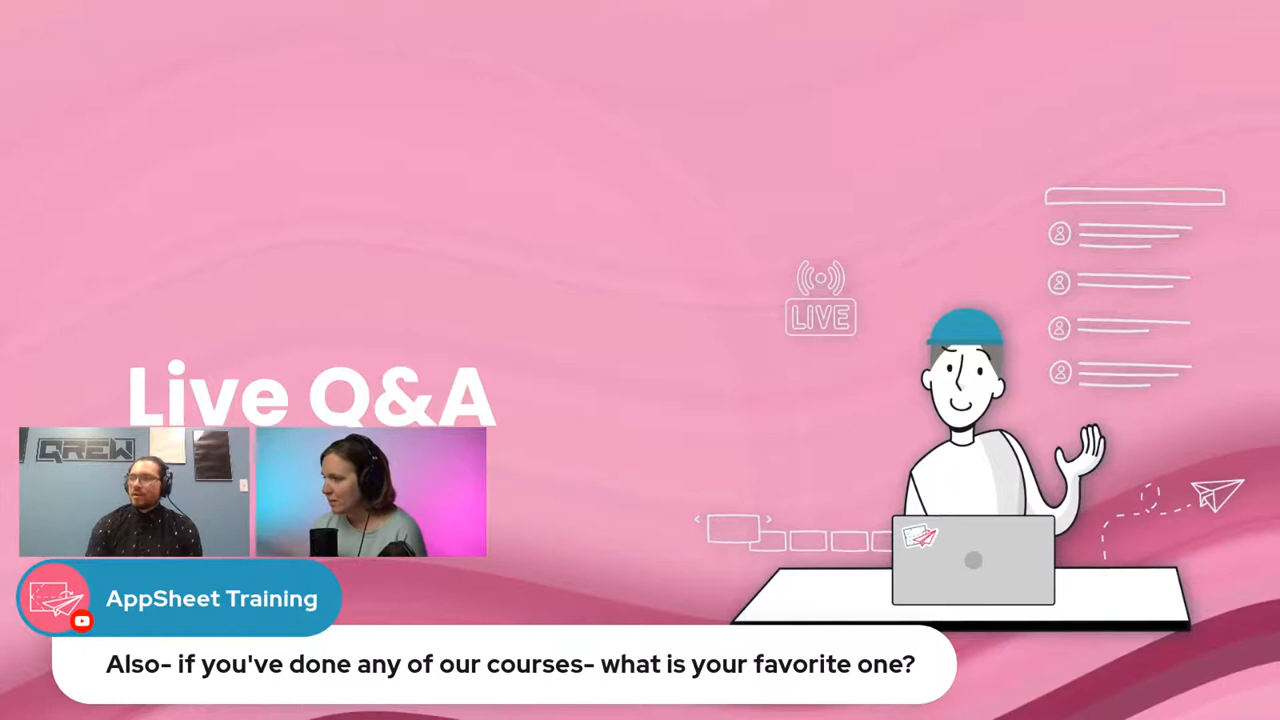 LIVE
Live Q&A
QREW
AppSheet Training
Also- if you've done any of our courses- what is your favorite one?